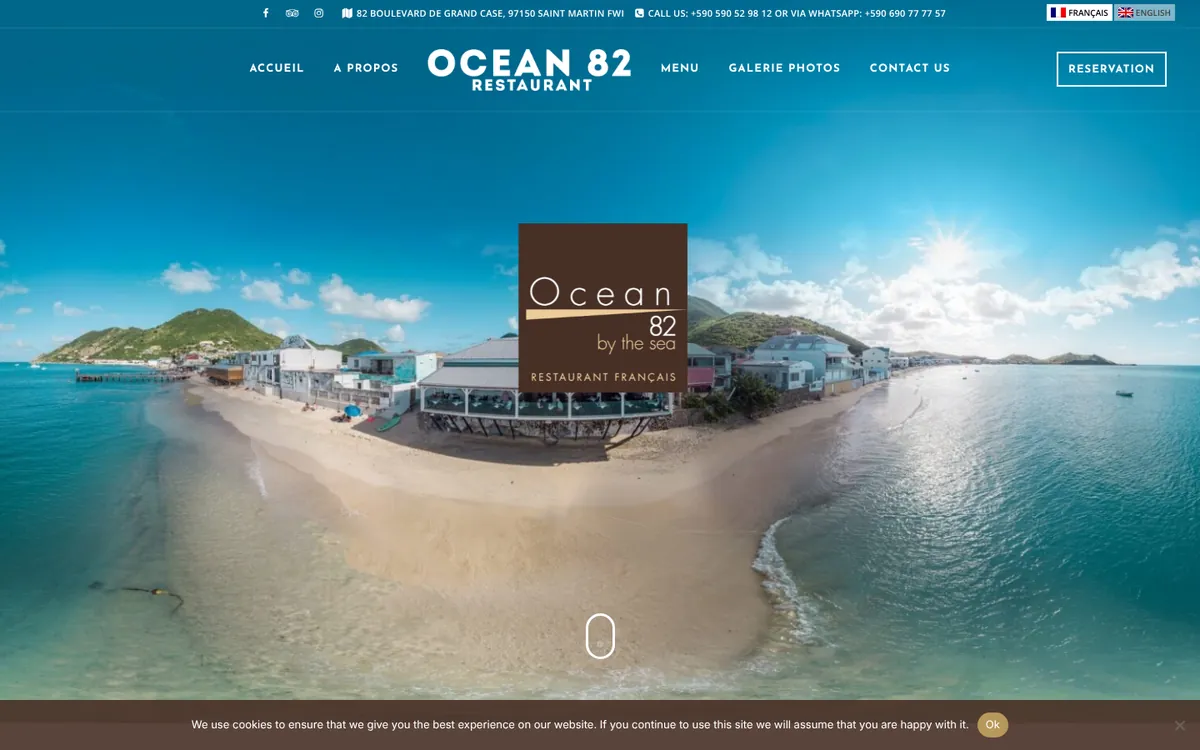 82 BOULEVARD DE GRAND CASE, 97150 SAINT MARTIN FWI CALL US: +590 590 52 98 12 OR VIA WHATSAPP: +590 690 77 77 57 FRANÇAIS ENGLISH
ACCUEIL A PROPOS OCEAN 82 MENU GALERIE PHOTOS CONTACT US RESERVATION
RESTAURANT
Ocean
82
by the sea
RESTAURANT FRANÇAIS
We use cookies to ensure that we give you the best experience on our website. If you continue to use this site we will assume that you are happy with it. Ok